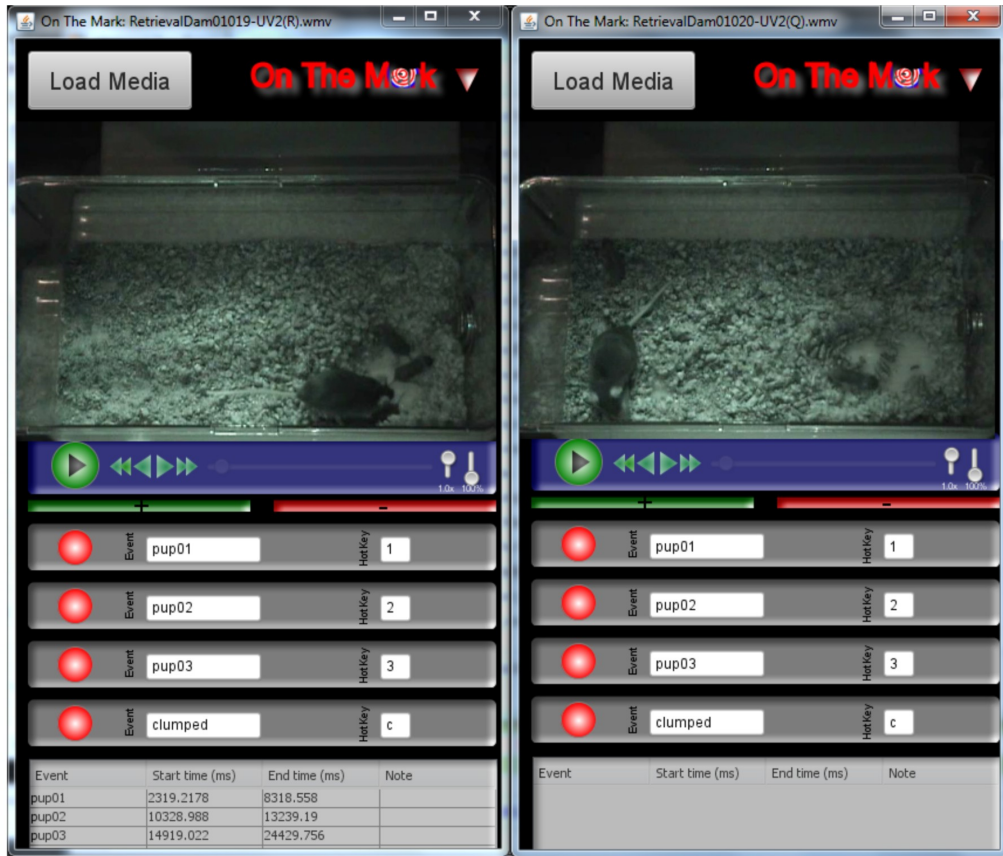 On The Mark: RetrievalDam01019-UV2(R).wmv
Load Media
On The Mark
1.0x 100%
+ -
Event pup01 HotKey 1
Event pup02 HotKey 2
Event pup03 HotKey 3
Event clumped HotKey c
Event Start time (ms) End time (ms) Note
pup01 2319.2178 8318.558
pup02 10328.988 13239.19
pup03 14919.022 24429.756
On The Mark: RetrievalDam01020-UV2(Q).wmv
Load Media
On The Mark
1.0x 100%
+ -
Event pup01 HotKey 1
Event pup02 HotKey 2
Event pup03 HotKey 3
Event clumped HotKey c
Event Start time (ms) End time (ms) Note